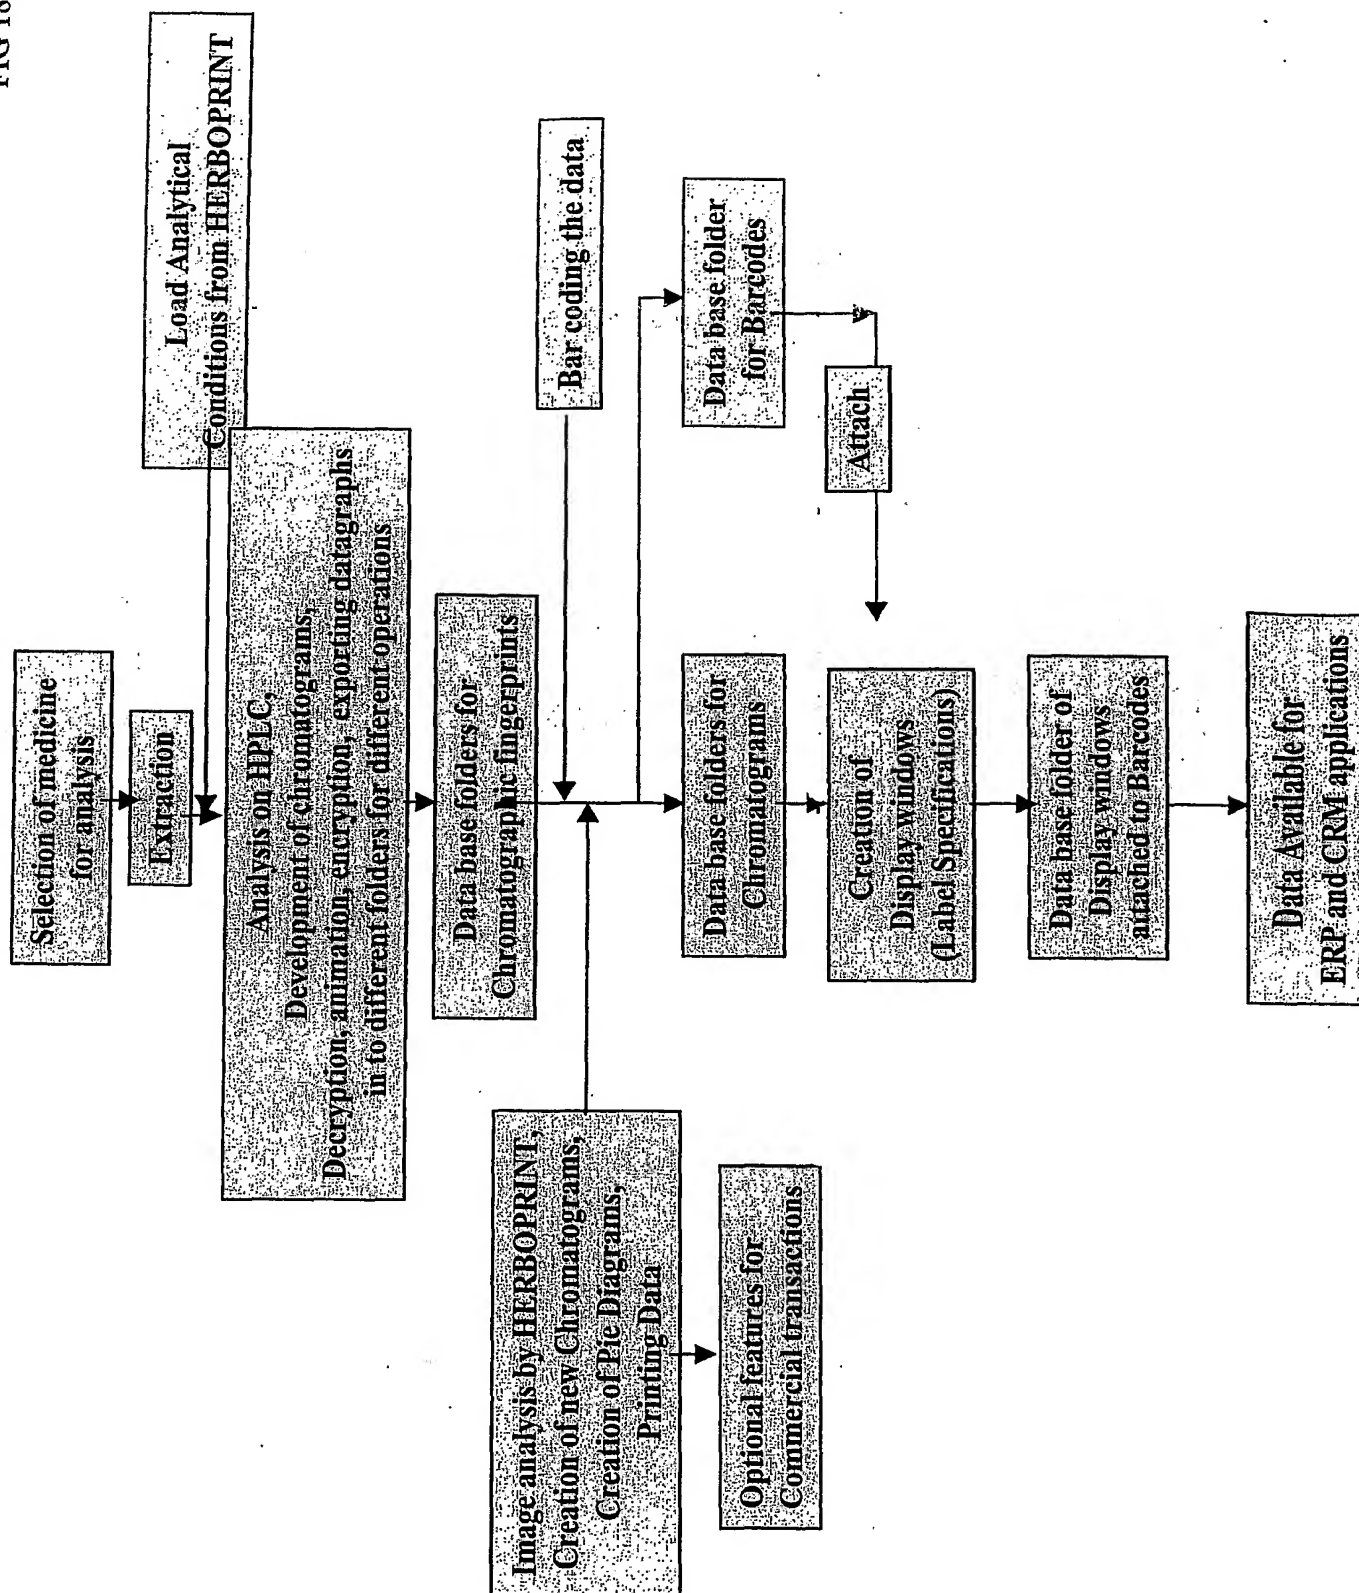 FIG 18
Selection of medicine
for analysis
Extraction
Load Analytical
Conditions from HERBOPRINT
Analysis on HPLC,
Development of chromatograms,
Decryption, animation, encryption, exporting datagraphs
in to different folders for different operations
Data base folders for
Chromatographic fingerprints
Bar coding the data
Image analysis by HERBOPRINT,
Creation of new Chromatograms,
Creation of Pie Diagrams,
Printing Data
Optional features for
Commercial transactions
Data base folders for
Chromatograns
Data base folder
for Barcodes
Attach
Creation of
Display windows
(Label Specifications)
Data base folder of
Display windows
attached to Barcodes
Data Available for
ERP and CRM applications